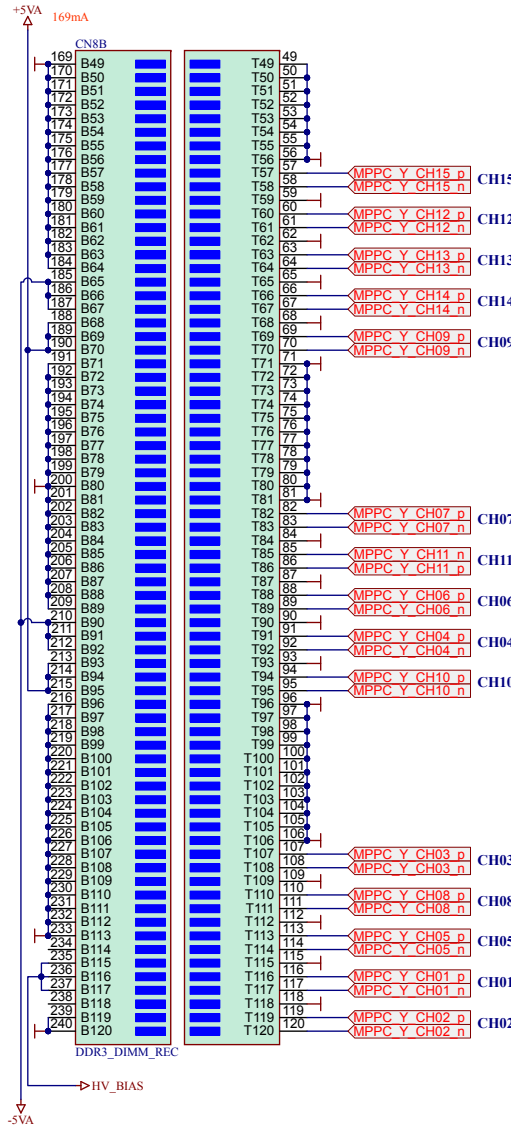 +5VA 169mA
CN8B
169 B49 T49 49
170 B50 T50 50
171 B51 T51 51
172 B52 T52 52
173 B53 T53 53
174 B54 T54 54
175 B55 T55 55
176 B56 T56 56
177 B57 T57 57 MPPC_Y_CH15_p CH15
178 B58 T58 58 MPPC_Y_CH15_n
179 B59 T59 59
180 B60 T60 60 MPPC_Y_CH12_p CH12
181 B61 T61 61 MPPC_Y_CH12_n
182 B62 T62 62
183 B63 T63 63 MPPC_Y_CH13_p CH13
184 B64 T64 64 MPPC_Y_CH13_n
185 B65 T65 65
186 B66 T66 66 MPPC_Y_CH14_p CH14
187 B67 T67 67 MPPC_Y_CH14_n
188 B68 T68 68
189 B69 T69 69 MPPC_Y_CH09_p CH09
190 B70 T70 70 MPPC_Y_CH09_n
191 B71 T71 71
192 B72 T72 72
193 B73 T73 73
194 B74 T74 74
195 B75 T75 75
196 B76 T76 76
197 B77 T77 77
198 B78 T78 78
199 B79 T79 79
200 B80 T80 80
201 B81 T81 81
202 B82 T82 82 MPPC_Y_CH07_p CH07
203 B83 T83 83 MPPC_Y_CH07_n
204 B84 T84 84
205 B85 T85 85 MPPC_Y_CH11_n CH11
206 B86 T86 86 MPPC_Y_CH11_p
207 B87 T87 87
208 B88 T88 88 MPPC_Y_CH06_p CH06
209 B89 T89 89 MPPC_Y_CH06_n
210 B90 T90 90
211 B91 T91 91 MPPC_Y_CH04_p CH04
212 B92 T92 92 MPPC_Y_CH04_n
213 B93 T93 93
214 B94 T94 94 MPPC_Y_CH10_p CH10
215 B95 T95 95 MPPC_Y_CH10_n
216 B96 T96 96
217 B97 T97 97
218 B98 T98 98
219 B99 T99 99
220 B100 T100 100
221 B101 T101 101
222 B102 T102 102
223 B103 T103 103
224 B104 T104 104
225 B105 T105 105
226 B106 T106 106
227 B107 T107 107 MPPC_Y_CH03_p CH03
228 B108 T108 108 MPPC_Y_CH03_n
229 B109 T109 109
230 B110 T110 110 MPPC_Y_CH08_p CH08
231 B111 T111 111 MPPC_Y_CH08_n
232 B112 T112 112
233 B113 T113 113 MPPC_Y_CH05_p CH05
234 B114 T114 114 MPPC_Y_CH05_n
235 B115 T115 115
236 B116 T116 116 MPPC_Y_CH01_p CH01
237 B117 T117 117 MPPC_Y_CH01_n
238 B118 T118 118
239 B119 T119 119 MPPC_Y_CH02_p CH02
240 B120 T120 120 MPPC_Y_CH02_n
DDR3_DIMM_REC
HV_BIAS
-5VA